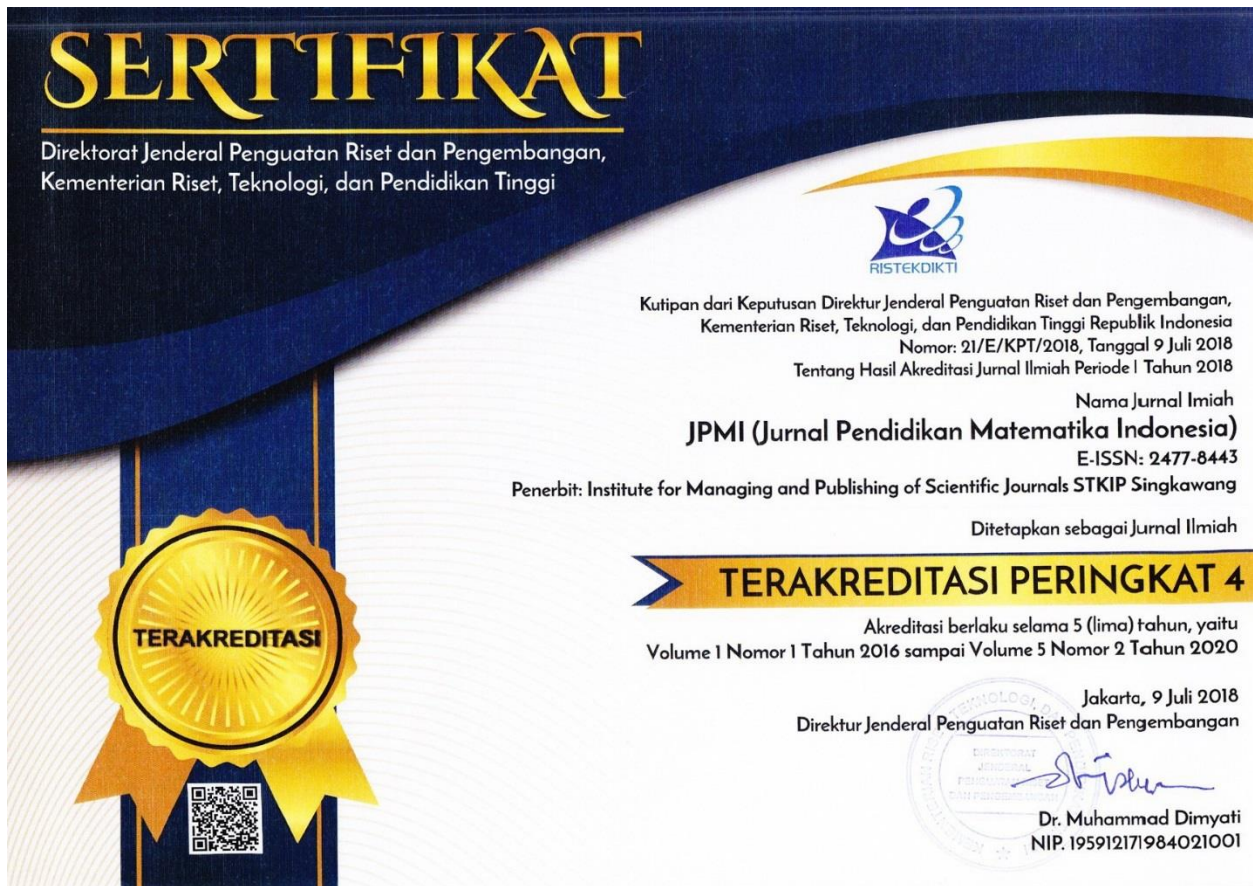 SERTIFIKAT
Direktorat Jenderal Penguatan Riset dan Pengembangan,
Kementerian Riset, Teknologi, dan Pendidikan Tinggi
RISTEKDIKTI
Kutipan dari Keputusan Direktur Jenderal Penguatan Riset dan Pengembangan,
Kementerian Riset, Teknologi, dan Pendidikan Tinggi Republik Indonesia
Nomor: 21/E/KPT/2018, Tanggal 9 Juli 2018
Tentang Hasil Akreditasi Jurnal Ilmiah Periode I Tahun 2018
Nama Jurnal Imiah
JPMI (Jurnal Pendidikan Matematika Indonesia)
E-ISSN: 2477-8443
Penerbit: Institute for Managing and Publishing of Scientific Journals STKIP Singkawang
Ditetapkan sebagai Jurnal Ilmiah
TERAKREDITASI PERINGKAT 4
Akreditasi berlaku selama 5 (lima) tahun, yaitu
Volume 1 Nomor 1 Tahun 2016 sampai Volume 5 Nomor 2 Tahun 2020
TERAKREDITASI
Jakarta, 9 Juli 2018
Direktur Jenderal Penguatan Riset dan Pengembangan
DIREKTORAT
JENDERAL
Dr. Muhammad Dimyati
NIP. 195912171984021001